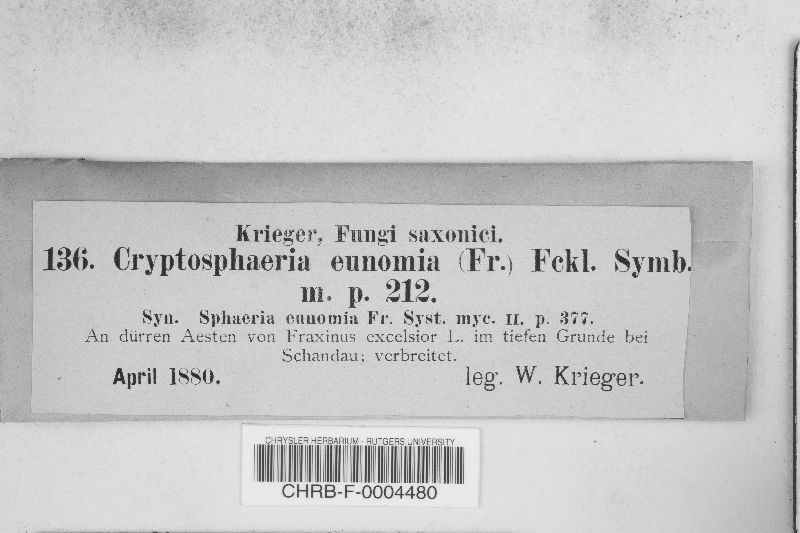 Krieger, Fungi saxonici.
136. Cryptosphaeria eunomia (Fr.) Fckl. Symb.
m. p. 212.
Syn. Sphaeria eunomia Fr. Syst. myc. II. p. 377.
An dürren Aesten von Fraxinus excelsior L. im tiefen Grunde bei
Schandau; verbreitet.
April 1880. leg. W. Krieger.
CHRYSLER HERBARIUM - RUTGERS UNIVERSITY
CHRB-F-0004480